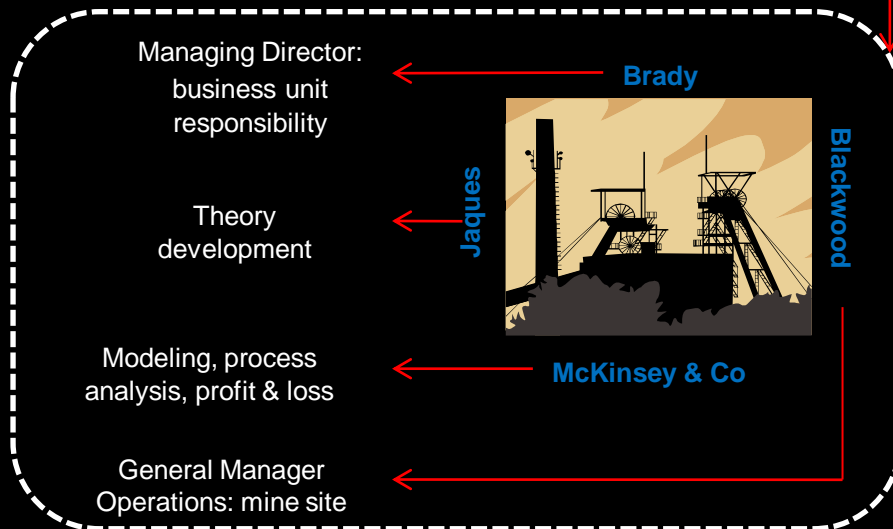 Managing Director:
business unit
responsibility
Brady
Jaques
Blackwood
Theory
development
Modeling, process
analysis, profit & loss
McKinsey & Co
General Manager
Operations: mine site